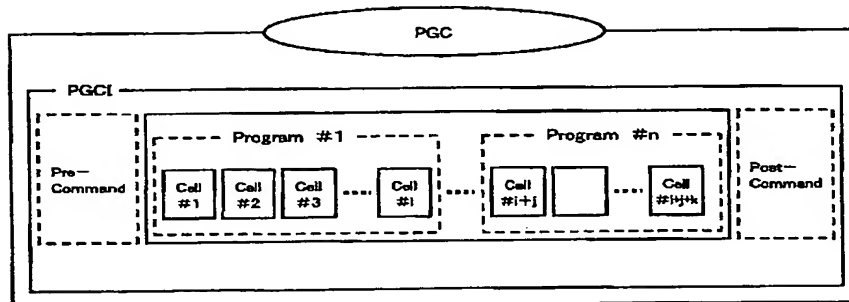 PGC
PGCI
Program #1
Program #n
Pre-
Command
Cell
#1
Cell
#2
Cell
#3
Cell
#i
Cell
#i+j
Cell
#i+j+k
Post-
Command